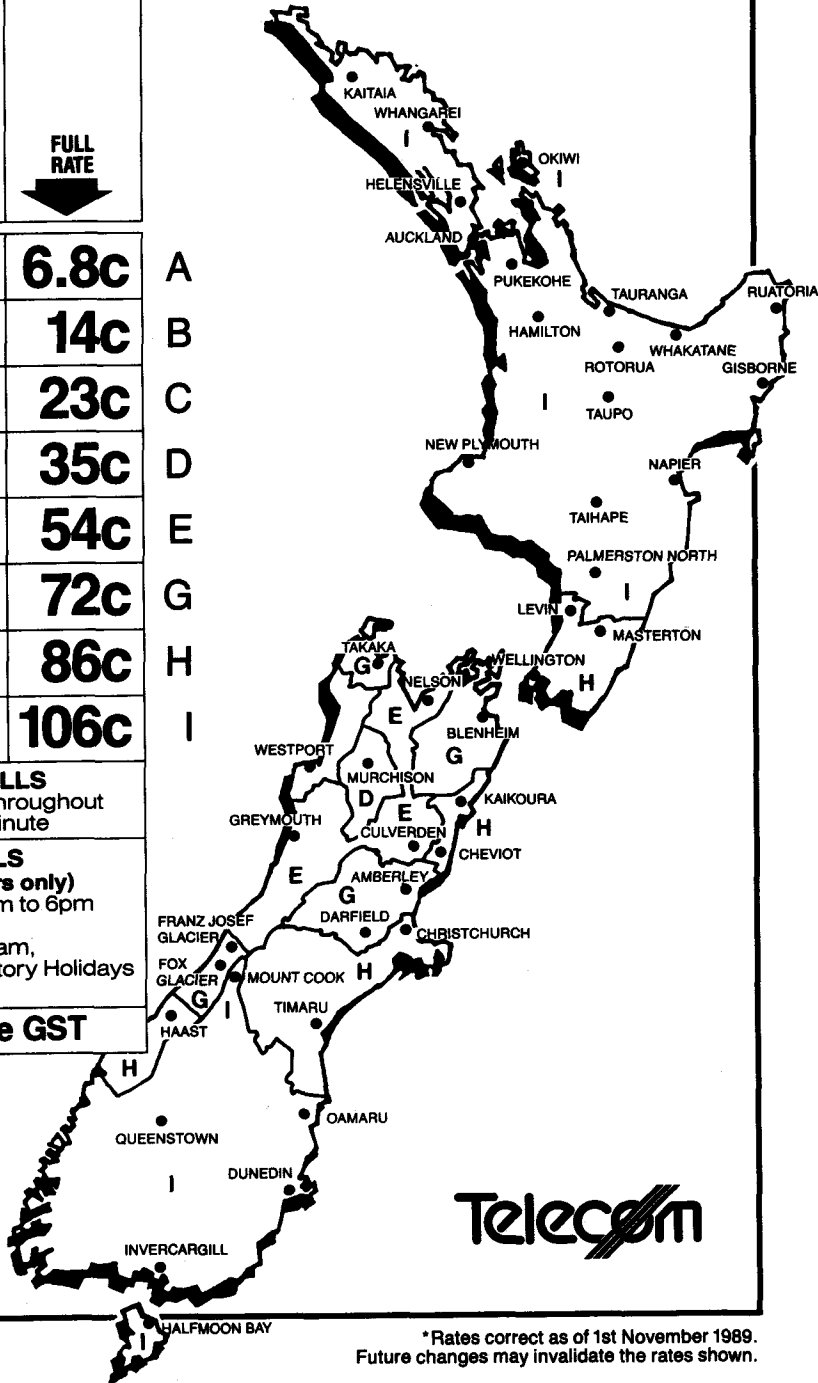 FULL
RATE
6.8c A
14c B
23c C
35c D
54c E
72c G
86c H
106c I
LLS
hroughout
inute
LS
rs only)
m to 6pm
am,
tory Holidays
e GST
KAITAIA
WHANGAREI
I
OKIWI
I
HELENSVILLE
AUCKLAND
PUKEKOHE
TAURANGA
RUATORIA
HAMILTON
WHAKATANE
ROTORUA
GISBORNE
I
TAUPO
NEW PLYMOUTH
NAPIER
TAIHAPE
PALMERSTON NORTH
I
LEVIN
MASTERTON
WELLINGTON
H
TAKAKA
G
NELSON
E
BLENHEIM
G
WESTPORT
MURCHISON
D
E
KAIKOURA
GREYMOUTH
CULVERDEN
H
CHEVIOT
E
AMBERLEY
G
DARFIELD
CHRISTCHURCH
FRANZ JOSEF
GLACIER
FOX
GLACIER
MOUNT COOK
H
G
I
TIMARU
HAAST
H
OAMARU
QUEENSTOWN
I
DUNEDIN
INVERCARGILL
HALFMOON BAY
I
Telecom
*Rates correct as of 1st November 1989.
Future changes may invalidate the rates shown.